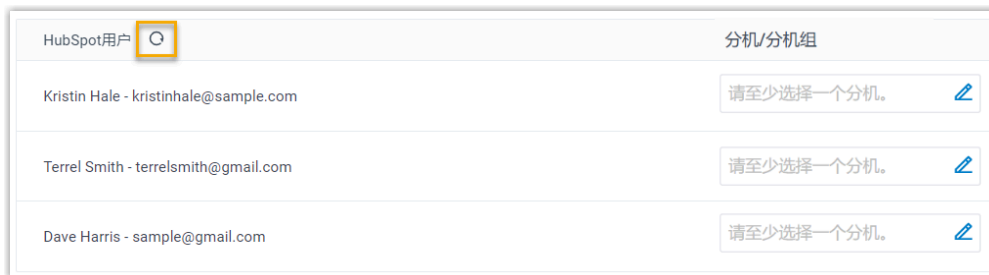 HubSpot用户 分机/分机组
Kristin Hale - kristinhale@sample.com 请至少选择一个分机。
Terrel Smith - terrelsmith@gmail.com 请至少选择一个分机。
Dave Harris - sample@gmail.com 请至少选择一个分机。